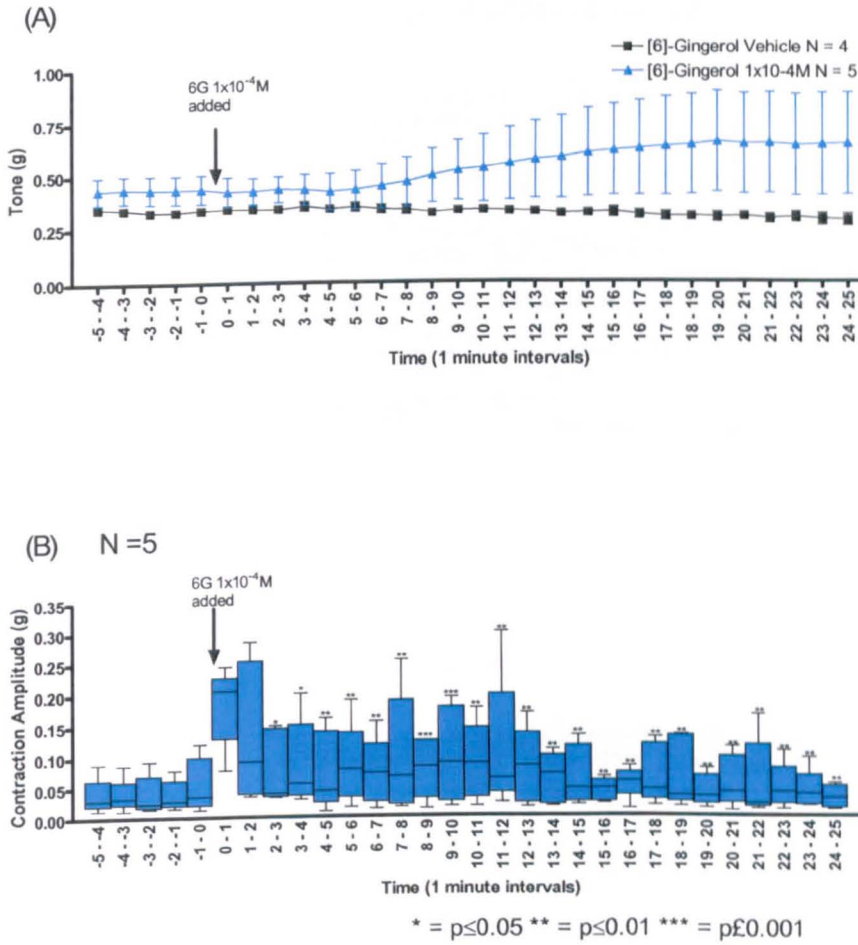 (A)
[6]-Gingerol Vehicle N = 4
[6]-Gingerol 1x10-4M N = 5
6G 1x10⁻⁴M
added
1.00
0.75
0.50
0.25
0.00
Tone (g)
-5 - -4
-4 - -3
-3 - -2
-2 - -1
-1 - 0
0 - 1
1 - 2
2 - 3
3 - 4
4 - 5
5 - 6
6 - 7
7 - 8
8 - 9
9 - 10
10 - 11
11 - 12
12 - 13
13 - 14
14 - 15
15 - 16
16 - 17
17 - 18
18 - 19
19 - 20
20 - 21
21 - 22
22 - 23
23 - 24
24 - 25
Time (1 minute intervals)
(B) N =5
6G 1x10⁻⁴M
added
0.35
0.30
0.25
0.20
0.15
0.10
0.05
0.00
Contraction Amplitude (g)
* * ** ** ** ** *** *** ** ** ** ** ** ** ** ** ** ** ** ** ** ** **
-5 - -4
-4 - -3
-3 - -2
-2 - -1
-1 - 0
0 - 1
1 - 2
2 - 3
3 - 4
4 - 5
5 - 6
6 - 7
7 - 8
8 - 9
9 - 10
10 - 11
11 - 12
12 - 13
13 - 14
14 - 15
15 - 16
16 - 17
17 - 18
18 - 19
19 - 20
20 - 21
21 - 22
22 - 23
23 - 24
24 - 25
Time (1 minute intervals)
* = p≤0.05 ** = p≤0.01 *** = p£0.001